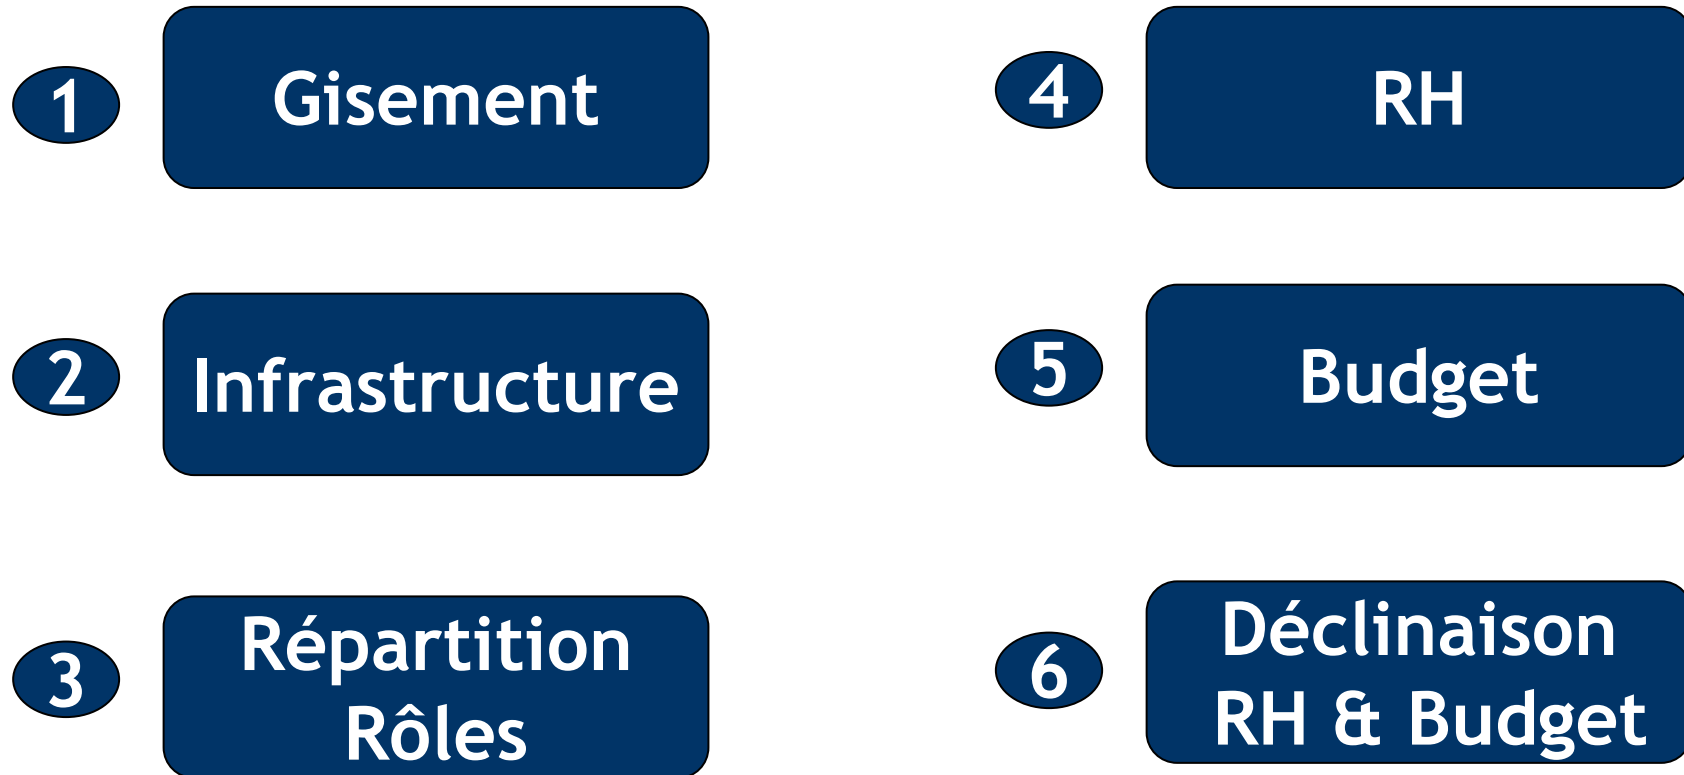 1
Gisement
2
Infrastructure
3
Répartition
Rôles
4
RH
5
Budget
6
Déclinaison
RH & Budget